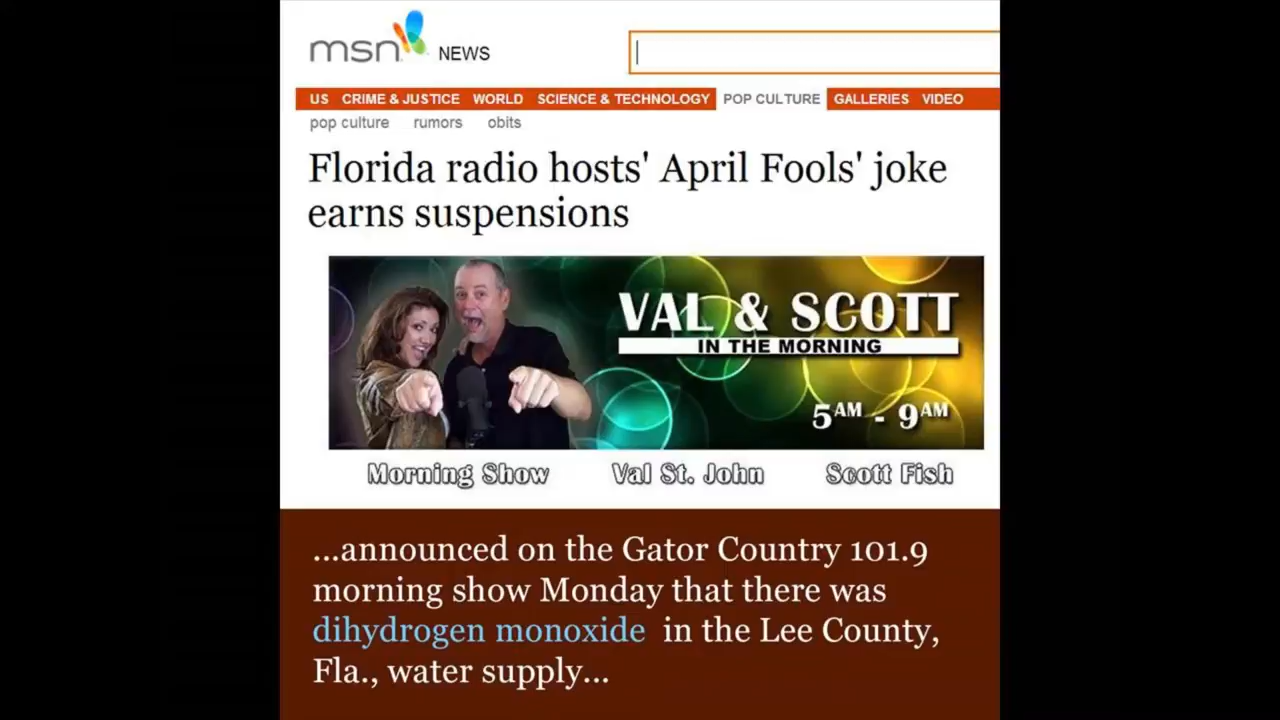 msn NEWS
US CRIME & JUSTICE WORLD SCIENCE & TECHNOLOGY POP CULTURE GALLERIES VIDEO
pop culture rumors obits
Florida radio hosts' April Fools' joke
earns suspensions
VAL & SCOTT
IN THE MORNING
5AM - 9AM
Morning Show Val St. John Scott Fish
...announced on the Gator Country 101.9
morning show Monday that there was
dihydrogen monoxide in the Lee County,
Fla., water supply...